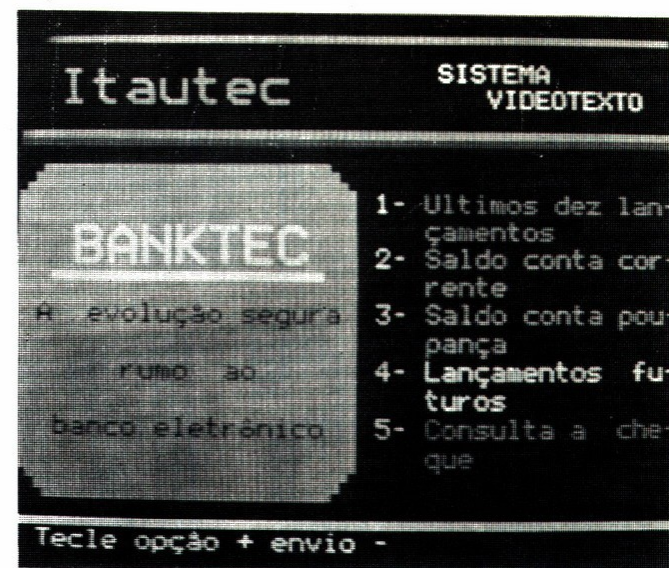 Itautec
SISTEMA
VIDEOTEXTO
BANKTEC
A evolução segura
rumo ao
banco eletrônico
1- Ultimos dez lan-
çamentos
2- Saldo conta cor-
rente
3- Saldo conta pou-
pança
4- Lançamentos fu-
turos
5- Consulta a che-
que
Tecle opção + envio -